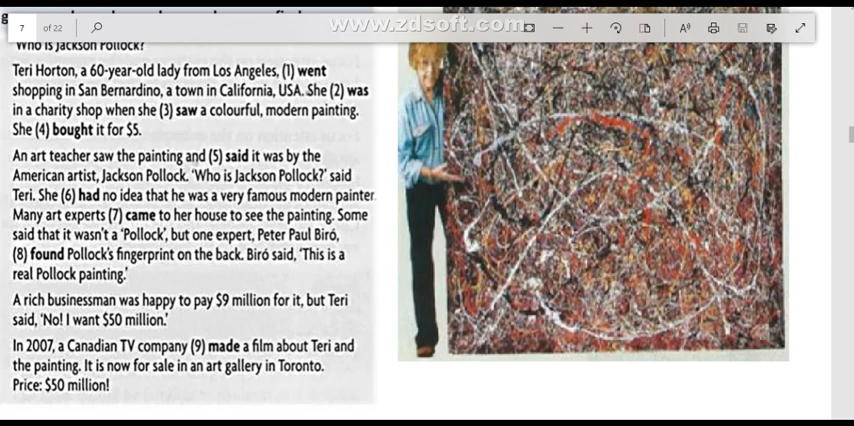 www.zdsoft.com
7 of 22
Who is Jackson Pollock?
Teri Horton, a 60-year-old lady from Los Angeles, (1) went
shopping in San Bernardino, a town in California, USA. She (2) was
in a charity shop when she (3) saw a colourful, modern painting.
She (4) bought it for $5.
An art teacher saw the painting and (5) said it was by the
American artist, Jackson Pollock. ‘Who is Jackson Pollock?’ said
Teri. She (6) had no idea that he was a very famous modern painter.
Many art experts (7) came to her house to see the painting. Some
said that it wasn’t a ‘Pollock’, but one expert, Peter Paul Biró,
(8) found Pollock’s fingerprint on the back. Biró said, ‘This is a
real Pollock painting.’
A rich businessman was happy to pay $9 million for it, but Teri
said, ‘No! I want $50 million.’
In 2007, a Canadian TV company (9) made a film about Teri and
the painting. It is now for sale in an art gallery in Toronto.
Price: $50 million!